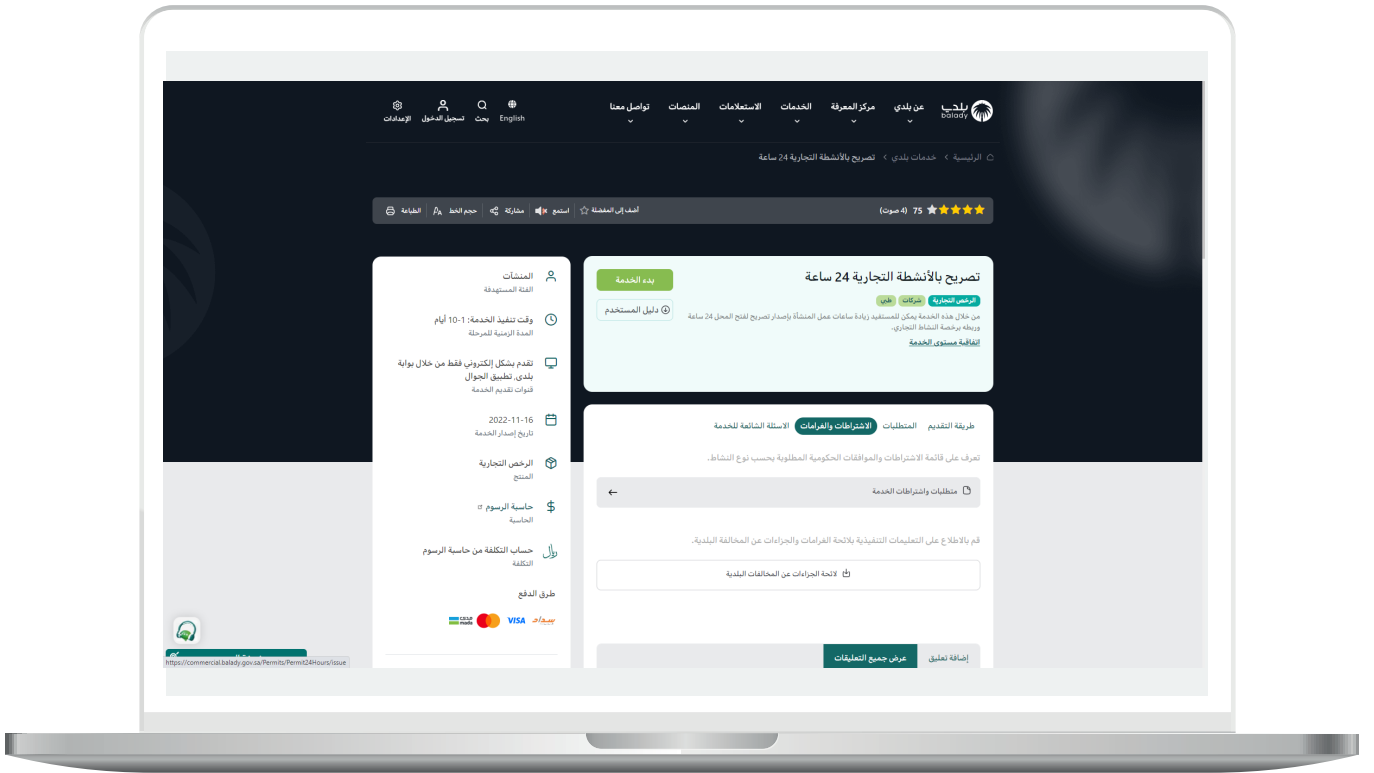 بلدي
balady
عن بلدي
مركز المعرفة
الخدمات
الاستعلامات
المنصات
تواصل معنا
English
بحث
تسجيل الدخول
الإعدادات
الرئيسية > خدمات بلدي > تصريح بالأنشطة التجارية 24 ساعة
75 (4 صوت)
أضف إلى المفضلة
استمع
مشاركة
حجم الخط
الطباعة
تصريح بالأنشطة التجارية 24 ساعة
بدء الخدمة
الرخص التجارية
شركات
طبي
دليل المستخدم
من خلال هذه الخدمة يمكن للمستفيد زيادة ساعات عمل المنشأة بإصدار تصريح لفتح المحل 24 ساعة
وربطه برخصة النشاط التجاري.
اتفاقية مستوى الخدمة
طريقة التقديم
المتطلبات
الاشتراطات والغرامات
الاسئلة الشائعة للخدمة
تعرف على قائمة الاشتراطات والموافقات الحكومية المطلوبة بحسب نوع النشاط.
متطلبات واشتراطات الخدمة
قم بالاطلاع على التعليمات التنفيذية بلائحة الغرامات والجزاءات عن المخالفة البلدية.
لائحة الجزاءات عن المخالفات البلدية
إضافة تعليق
عرض جميع التعليقات
المنشآت
الفئة المستهدفة
وقت تنفيذ الخدمة: 1-10 أيام
المدة الزمنية للمرحلة
تقدم بشكل إلكتروني فقط من خلال بوابة
بلدي, تطبيق الجوال
قنوات تقديم الخدمة
2022-11-16
تاريخ إصدار الخدمة
الرخص التجارية
المنتج
حاسبة الرسوم
الحاسبة
حساب التكلفة من حاسبة الرسوم
التكلفة
طرق الدفع
سداد
VISA
مدى
mada
https://commercial.balady.gov.sa/Permits/Permit24Hours/issue